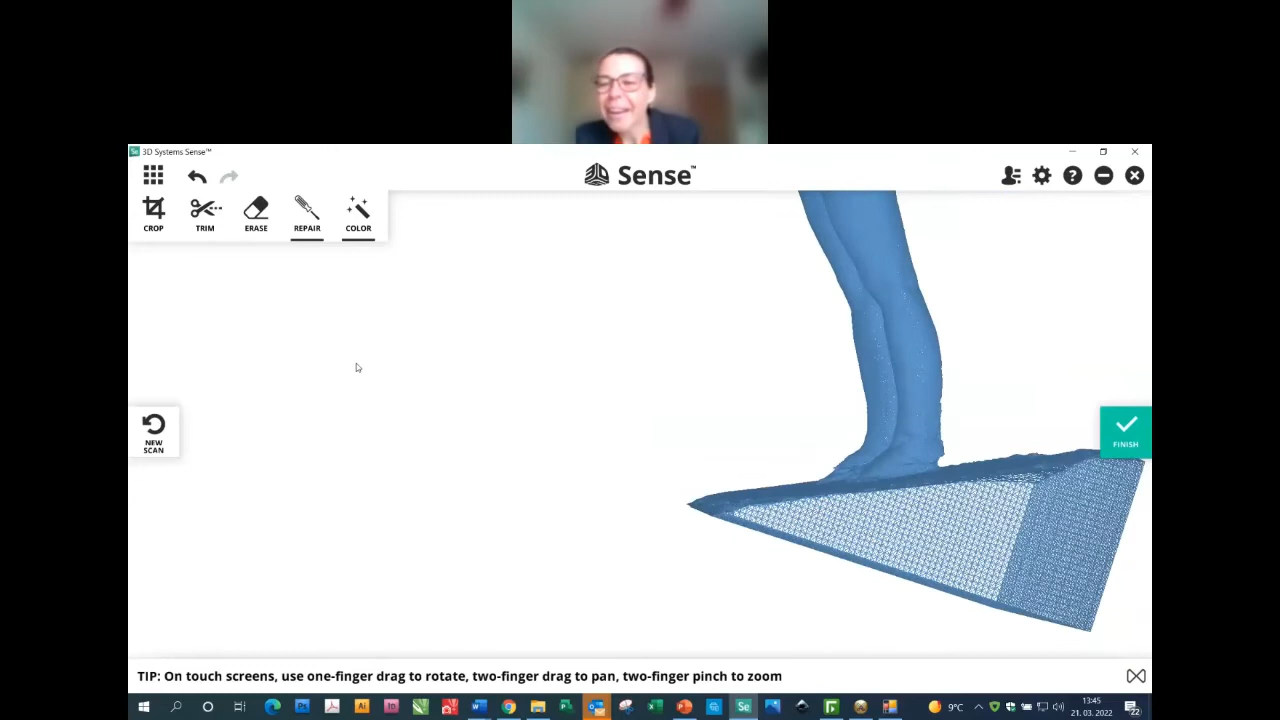 3D Systems Sense™
Sense™
CROP
TRIM
ERASE
REPAIR
COLOR
NEW
SCAN
FINISH
TIP: On touch screens, use one-finger drag to rotate, two-finger drag to pan, two-finger pinch to zoom
9°C
13:45
21. 03. 2022
22